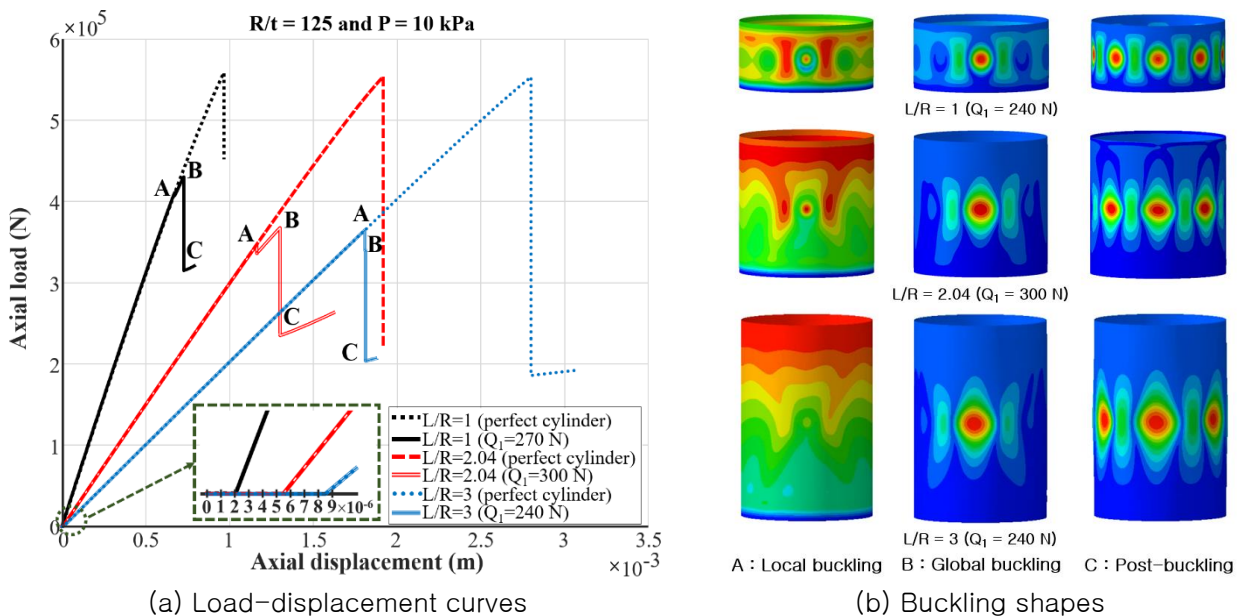 R/t = 125 and P = 10 kPa
×10⁵
6
5
4
3
2
1
0
Axial load (N)
A
B
C
A
B
C
A
B
C
L/R=1 (perfect cylinder)
L/R=1 (Q₁=270 N)
L/R=2.04 (perfect cylinder)
L/R=2.04 (Q₁=300 N)
L/R=3 (perfect cylinder)
L/R=3 (Q₁=240 N)
0 1 2 3 4 5 6 7 8 9×10⁻⁶
0 0.5 1 1.5 2 2.5 3 3.5
Axial displacement (m)
×10⁻³
(a) Load-displacement curves
L/R = 1 (Q₁ = 240 N)
L/R = 2.04 (Q₁ = 300 N)
L/R = 3 (Q₁ = 240 N)
A : Local buckling B : Global buckling C : Post-buckling
(b) Buckling shapes